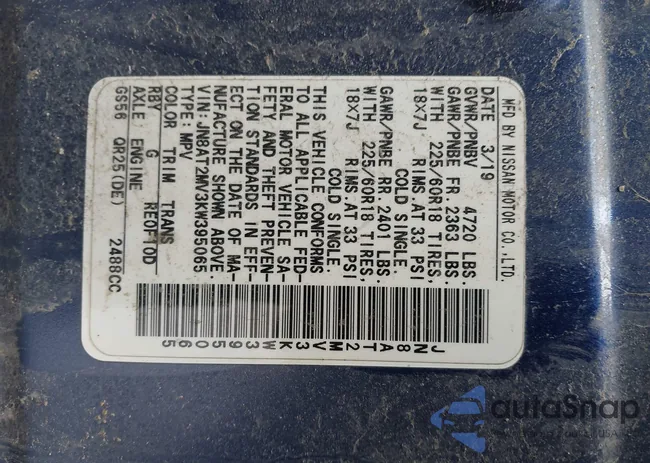 MFD BY NISSAN MOTOR CO.,LTD.
DATE 3/19
GVWR/PNBV 4720 LBS.
GAWR/PNBE FR.2363 LBS.
WITH 225/60R18 TIRES,
18X7J RIMS.AT 33 PSI
COLD SINGLE.
GAWR/PNBE RR.2401 LBS.
WITH 225/60R18 TIRES,
18X7J RIMS.AT 33 PSI
COLD SINGLE.
THIS VEHICLE CONFORMS
TO ALL APPLICABLE FED-
ERAL MOTOR VEHICLE SA-
FETY AND THEFT PREVEN-
TION STANDARDS IN EFF-
ECT ON THE DATE OF MA-
NUFACTURE SHOWN ABOVE.
VIN:JN8AT2MV3KW395065
TYPE:MPV
COLOR TRIM TRANS
RBY G RE0F10D
AXLE ENGINE
GS56 QR25(DE) 2488CC
JN8AT2MV3KW395065
autoSnap